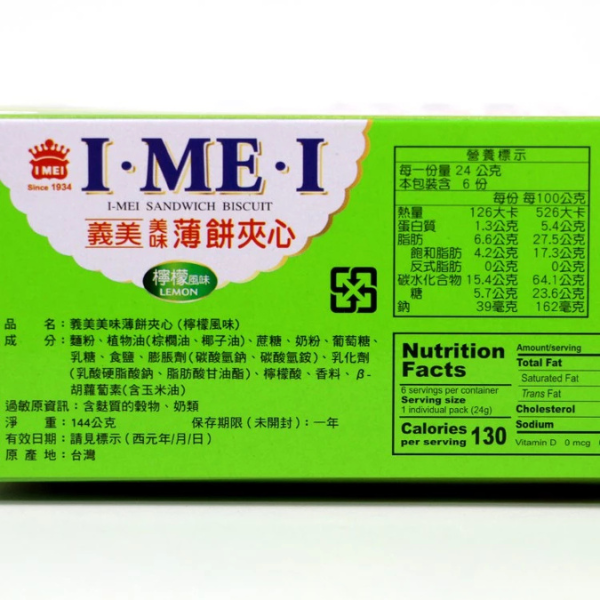 I MEI
Since 1934
I·ME·I
I-MEI SANDWICH BISCUIT
義美美味薄餅夾心
檸檬風味
LEMON
品　名：義美美味薄餅夾心(檸檬風味)
成　分：麵粉、植物油(棕櫚油、椰子油)、蔗糖、奶粉、葡萄糖、
乳糖、食鹽、膨脹劑(碳酸氫鈉、碳酸氫銨)、乳化劑
(乳酸硬脂酸鈉、脂肪酸甘油酯)、檸檬酸、香料、β-
胡蘿蔔素(含玉米油)
過敏原資訊：含麩質的穀物、奶類
淨　重：144公克　保存期限(未開封)：一年
有效日期：請見標示(西元年/月/日)
原產地：台灣
營養標示
每一份量 24 公克
本包裝含 6 份
每份 每100公克
熱量 126大卡 526大卡
蛋白質 1.3公克 5.4公克
脂肪 6.6公克 27.5公克
飽和脂肪 4.2公克 17.3公克
反式脂肪 0公克 0公克
碳水化合物 15.4公克 64.1公克
糖 5.7公克 23.6公克
鈉 39毫克 162毫克
Nutrition
Facts
6 servings per container
Serving size
1 individual pack (24g)
Calories
per serving 130
Amount/serving
Total Fat
Saturated Fat
Trans Fat
Cholesterol
Sodium
Vitamin D 0 mcg